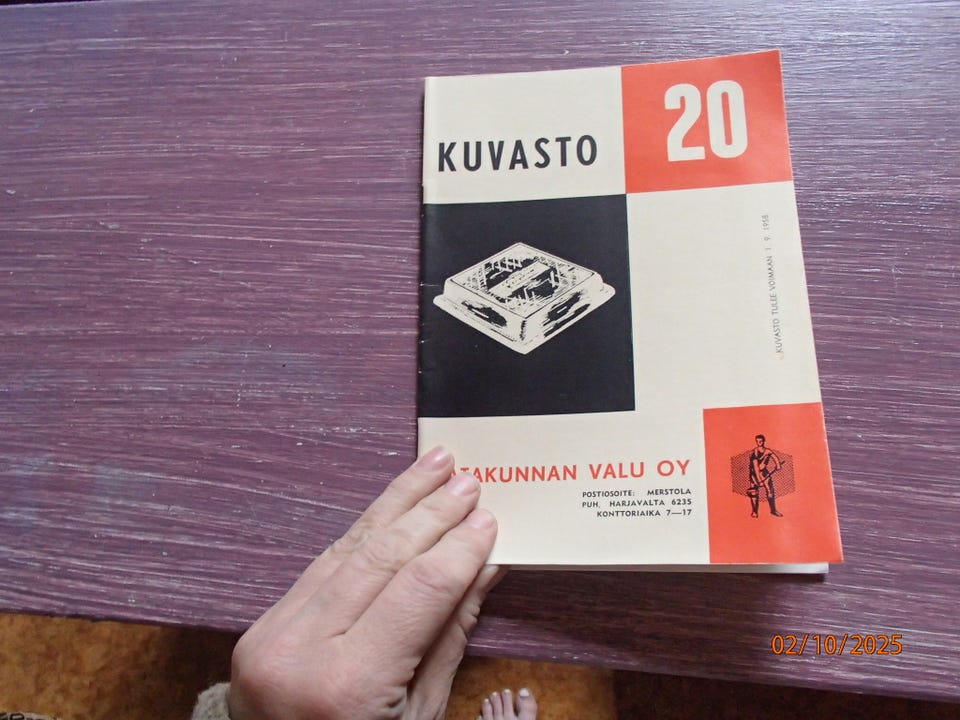 KUVASTO
20
KUVASTO TULEE VOIMAAN 1. 9. 1958
TAKUNNAN VALU OY
POSTIOSOITE: MERSTOLA
PUH. HARJAVALTA 6235
KONTTORIAIKA 7—17
02/10/2025